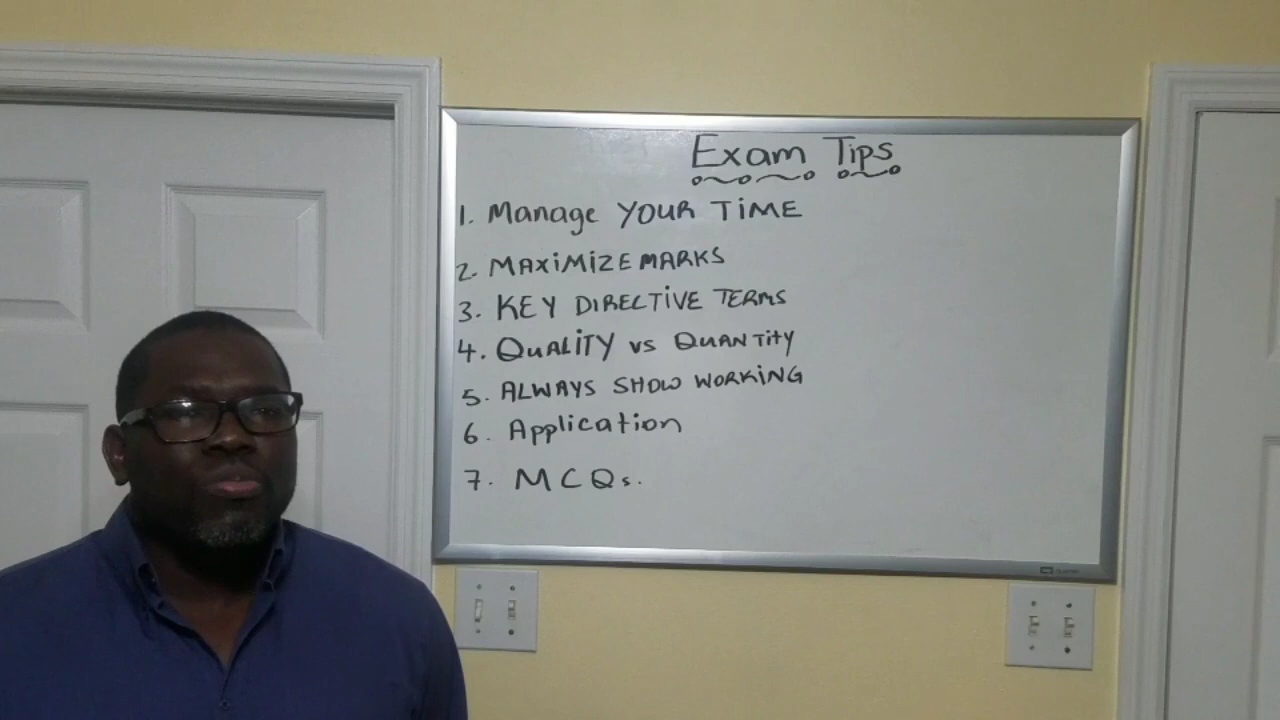 Exam Tips
1. Manage YOUR TiME
2. MAXiMiZE MARKS
3. KEY DIRECTiVE TERMS
4. QUALiTY vs QUANTiTY
5. ALWAYS SHOW WORKiNG
6. Application
7. MCQs.